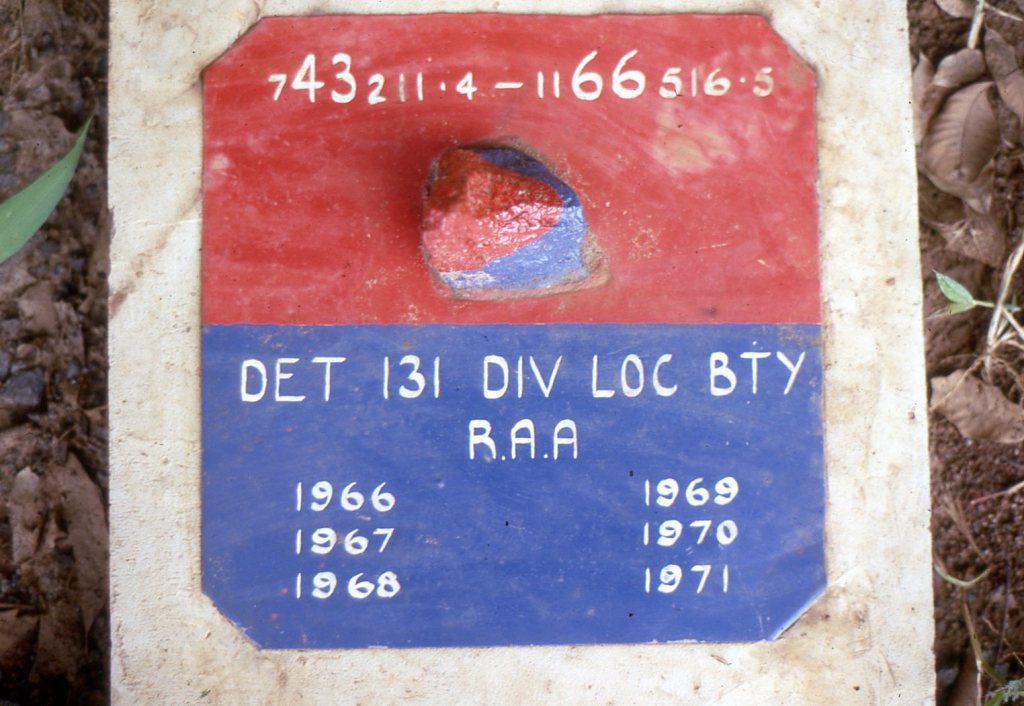 743211·4 – 1166516·5
DET 131 DIV LOC BTY
R.A.A
1966 1969
1967 1970
1968 1971